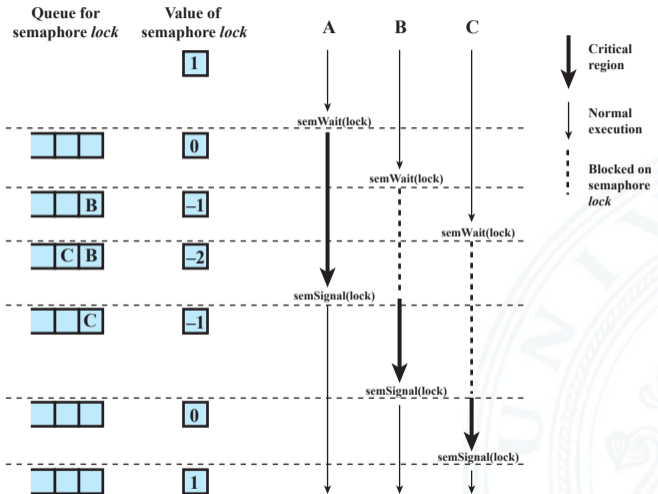 Queue for
semaphore lock
Value of
semaphore lock
A
B
C
1
Critical
region
Normal
execution
Blocked on
semaphore
lock
semWait(lock)
0
semWait(lock)
B
–1
semWait(lock)
C B
–2
semSignal(lock)
C
–1
semSignal(lock)
0
semSignal(lock)
1
UNIV